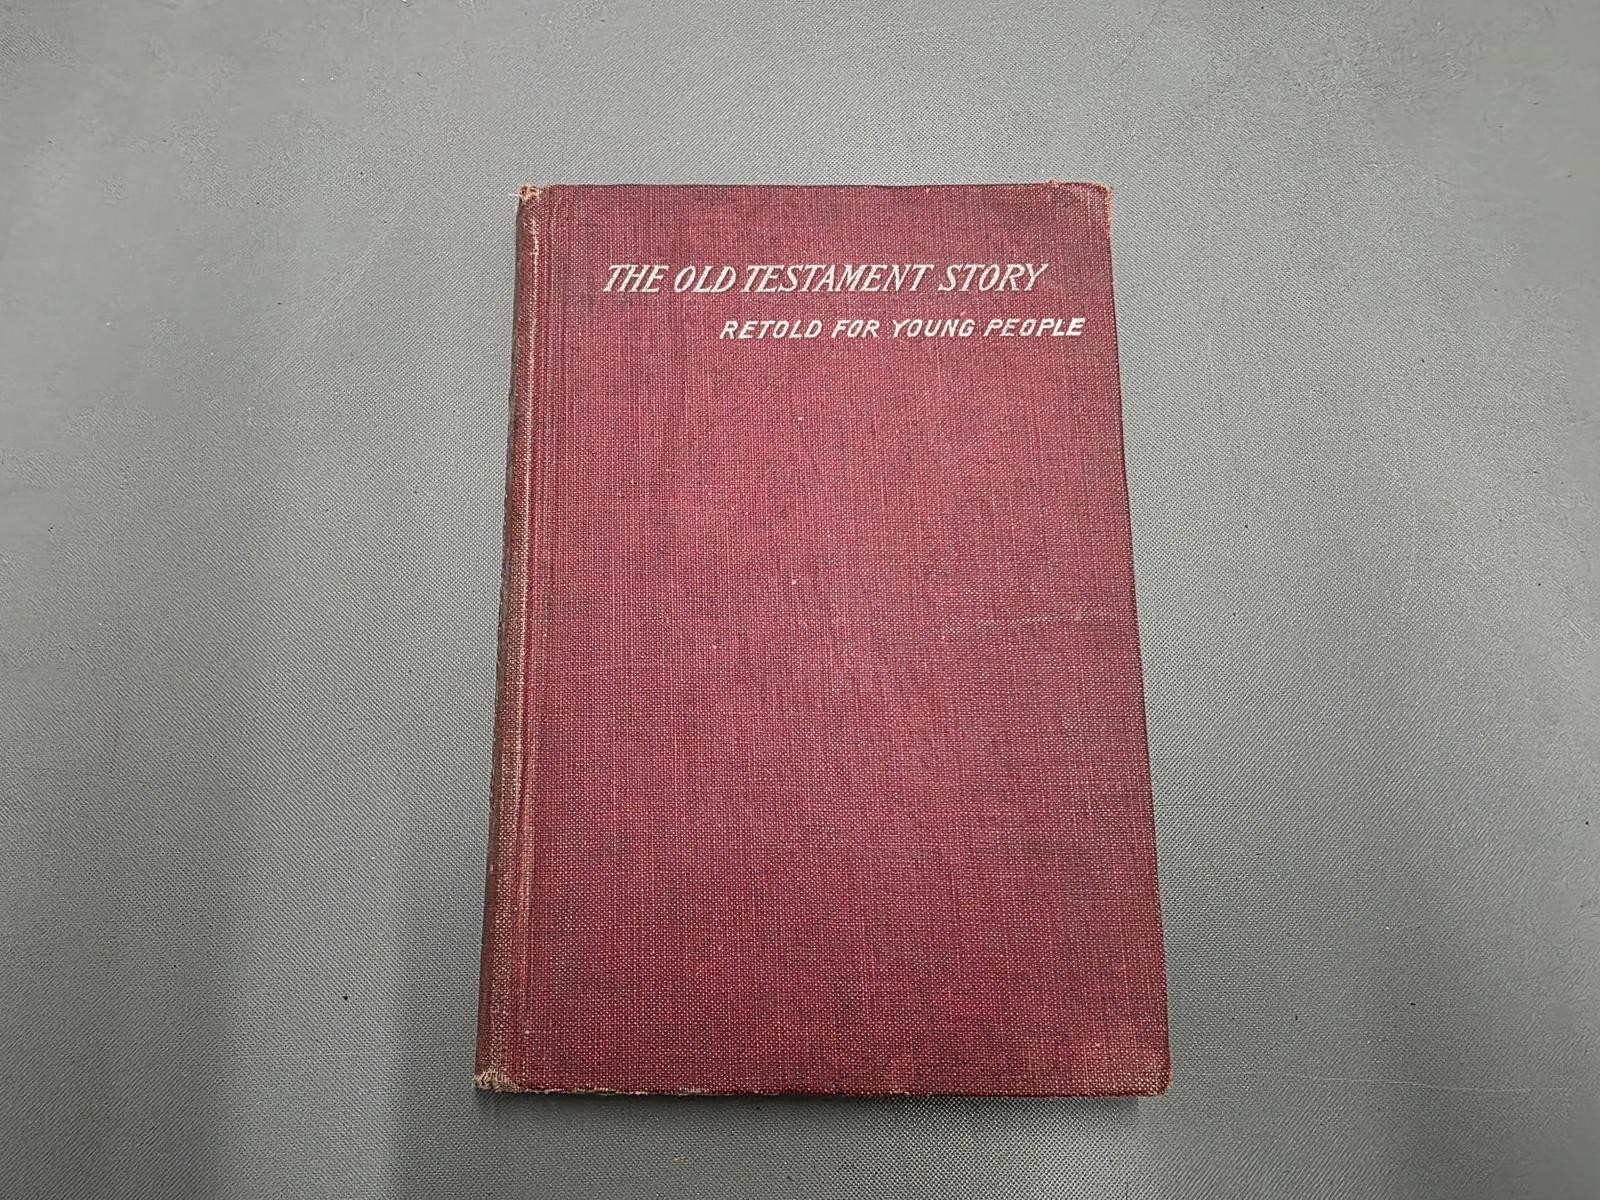 THE OLD TESTAMENT STORY
RETOLD FOR YOUNG PEOPLE